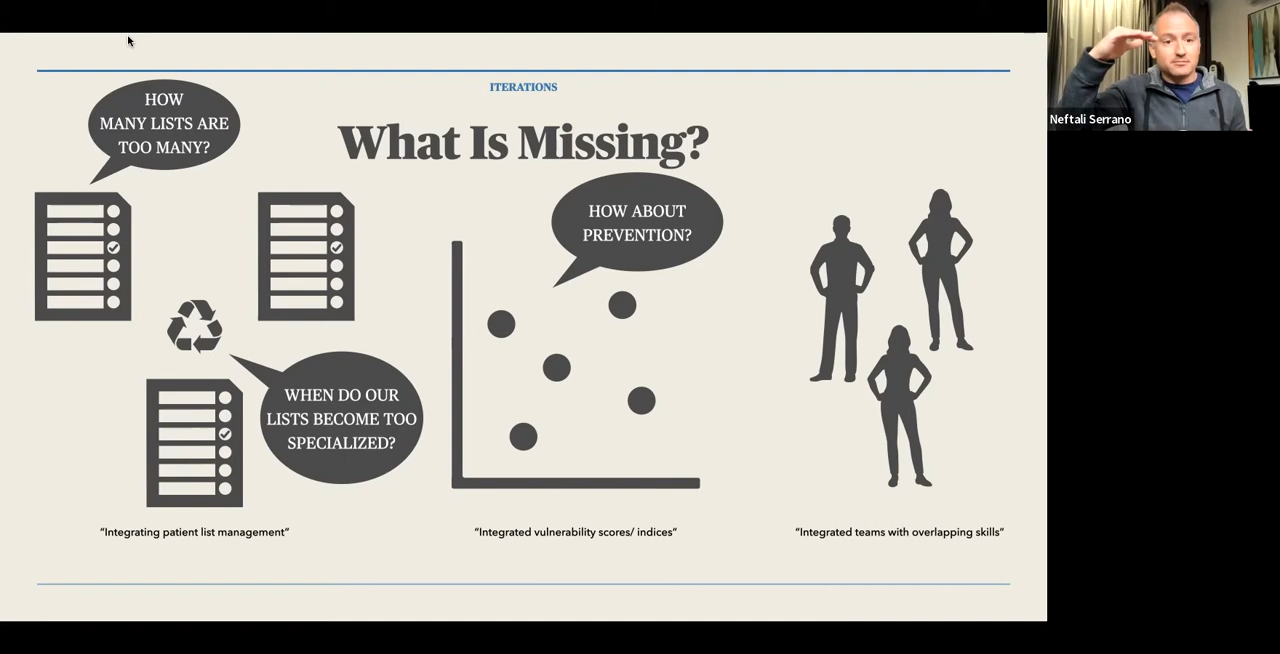 ITERATIONS
What Is Missing?
HOW
MANY LISTS ARE
TOO MANY?
WHEN DO OUR
LISTS BECOME TOO
SPECIALIZED?
"Integrating patient list management"
HOW ABOUT
PREVENTION?
"Integrated vulnerability scores/ indices"
"Integrated teams with overlapping skills"
Neftali Serrano